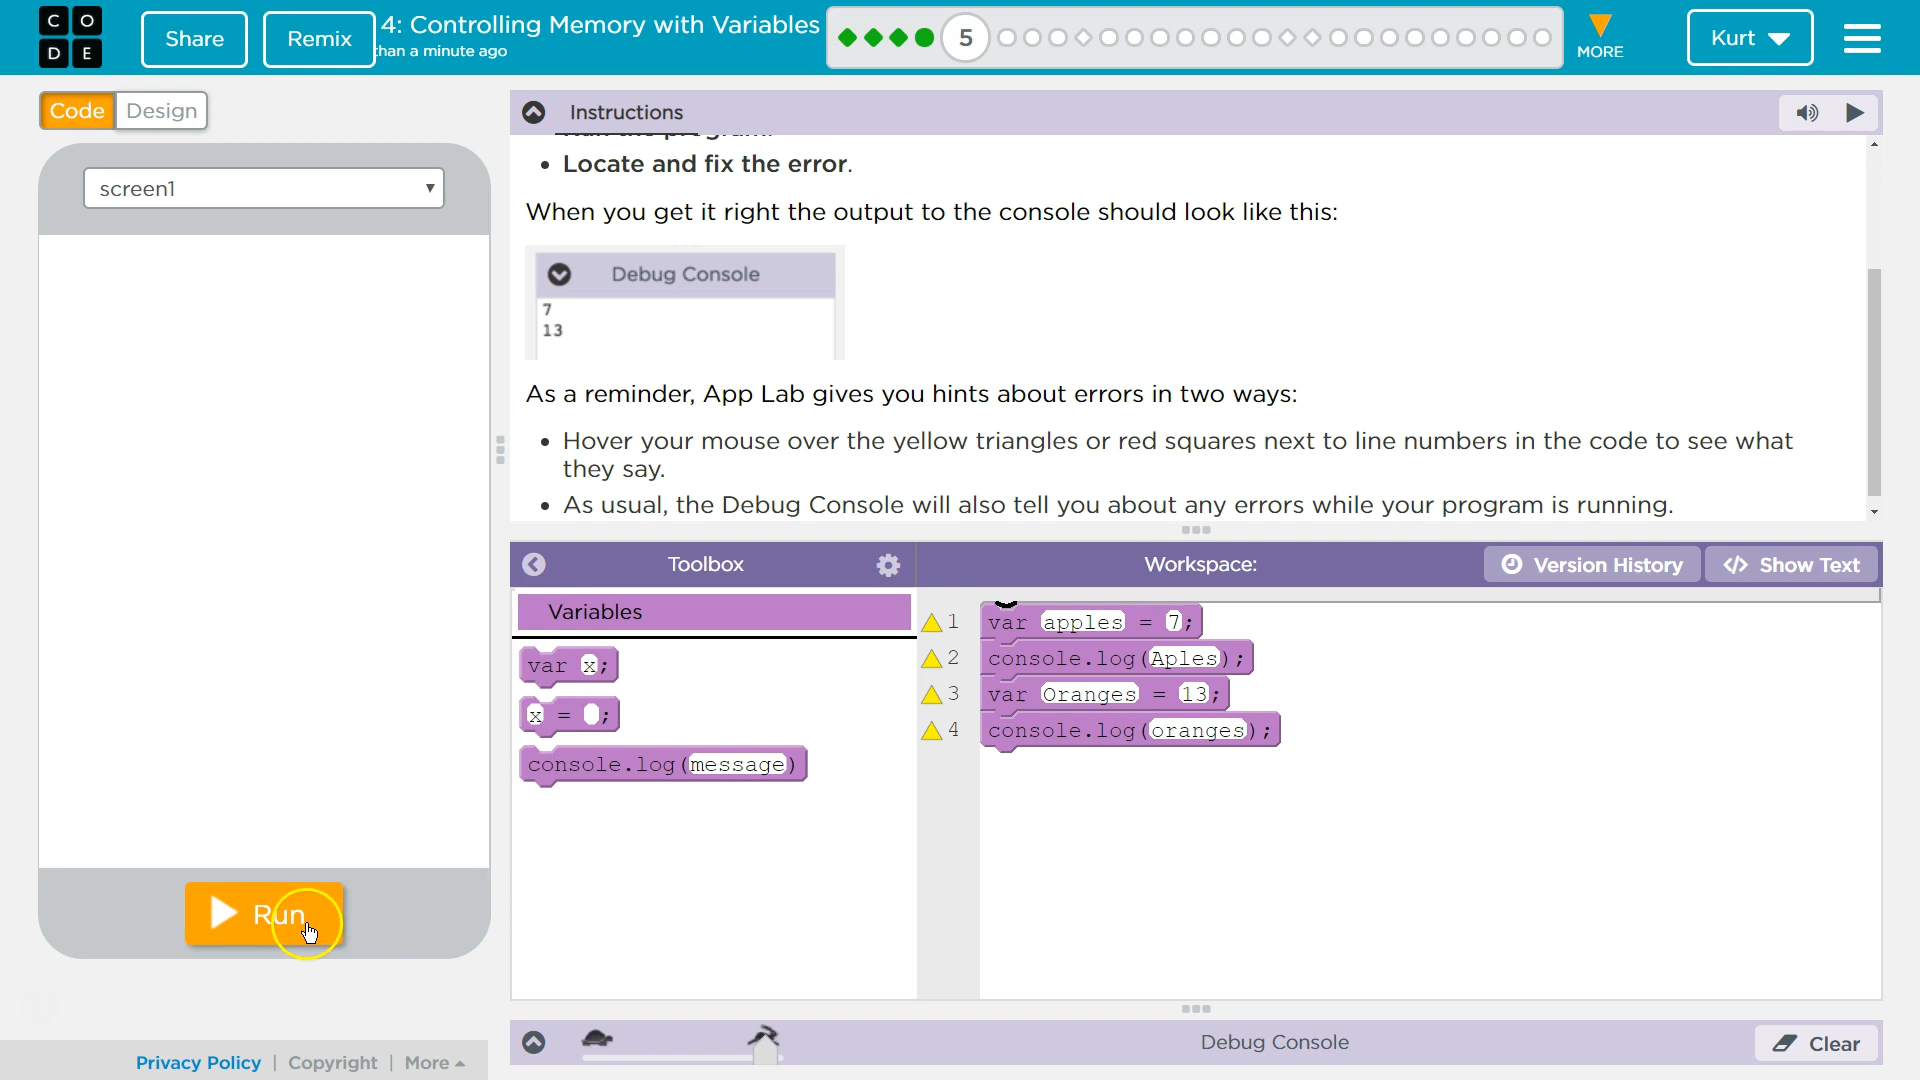 C O
D E
Share
Remix
4: Controlling Memory with Variables
than a minute ago
5
MORE
Kurt
Code
Design
Instructions
screen1
Run the program.
• Locate and fix the error.
When you get it right the output to the console should look like this:
Debug Console
7
13
As a reminder, App Lab gives you hints about errors in two ways:
• Hover your mouse over the yellow triangles or red squares next to line numbers in the code to see what
they say.
• As usual, the Debug Console will also tell you about any errors while your program is running.
Toolbox
Workspace:
Version History
</> Show Text
Variables
var x;
x = ;
console.log(message)
1 var apples = 7;
2 console.log(Aples);
3 var Oranges = 13;
4 console.log(oranges);
Run
Debug Console
Clear
Privacy Policy | Copyright | More